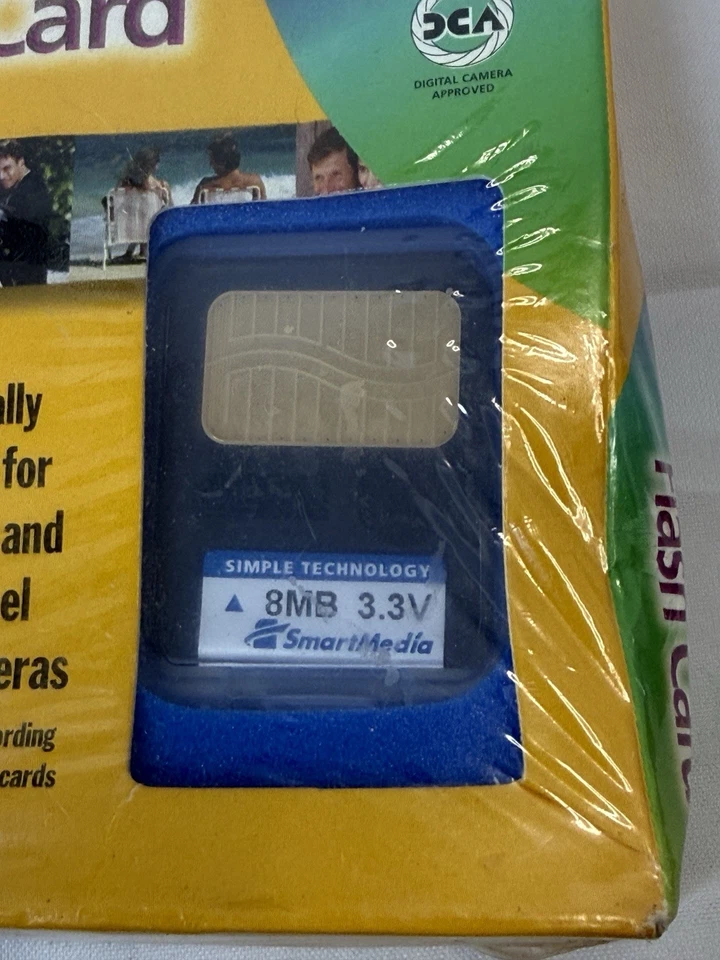 Card
DCA
DIGITAL CAMERA
APPROVED
ally
for
and
el
eras
ording
cards
SIMPLE TECHNOLOGY
8MB 3.3V
SmartMedia
Flash Card